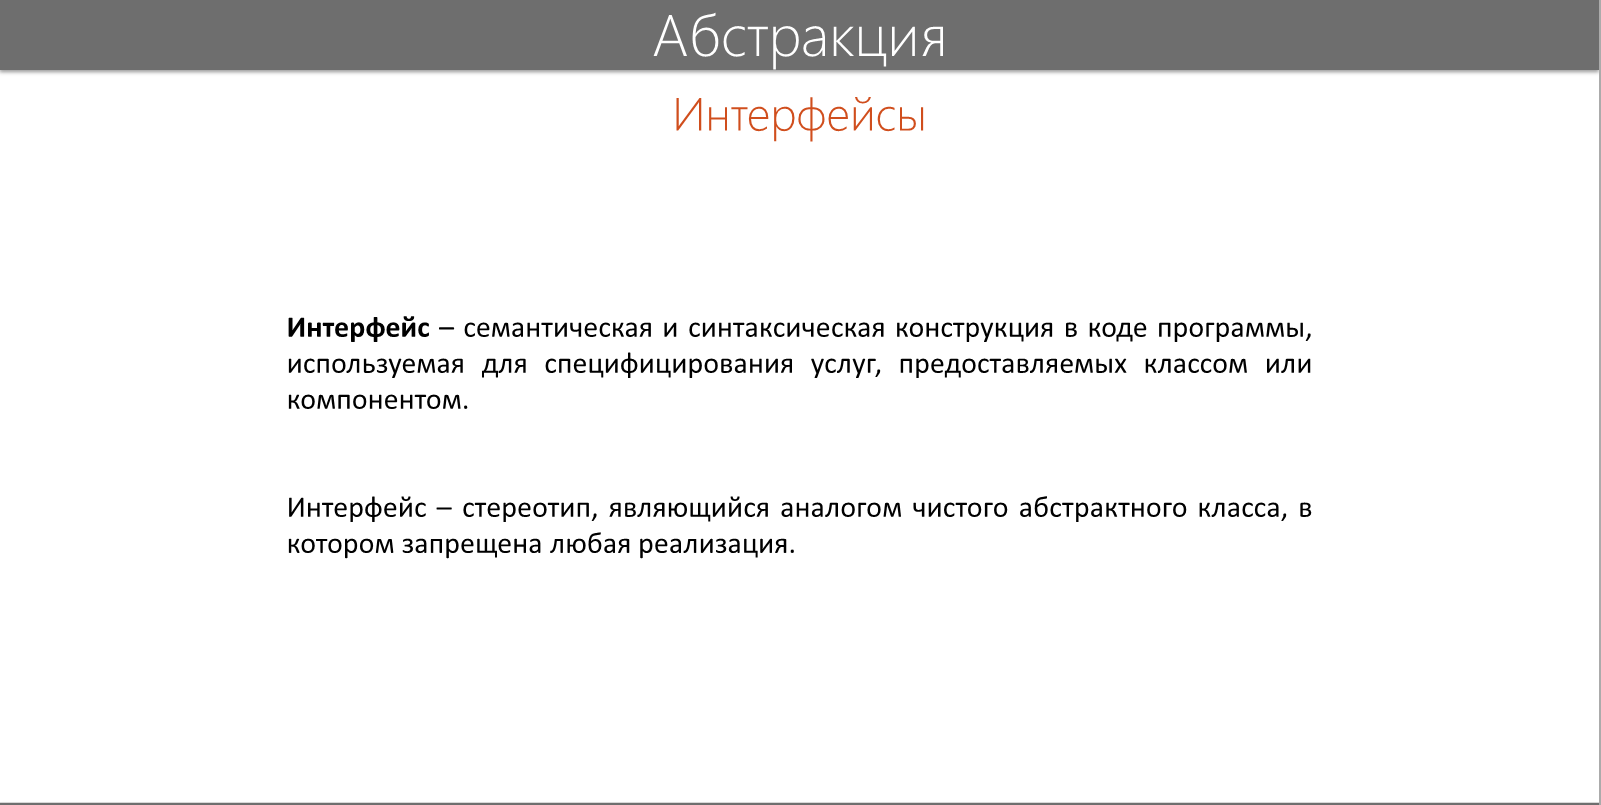 Абстракция
Интерфейсы
Интерфейс – семантическая и синтаксическая конструкция в коде программы,
используемая для специфицирования услуг, предоставляемых классом или
компонентом.
Интерфейс – стереотип, являющийся аналогом чистого абстрактного класса, в
котором запрещена любая реализация.